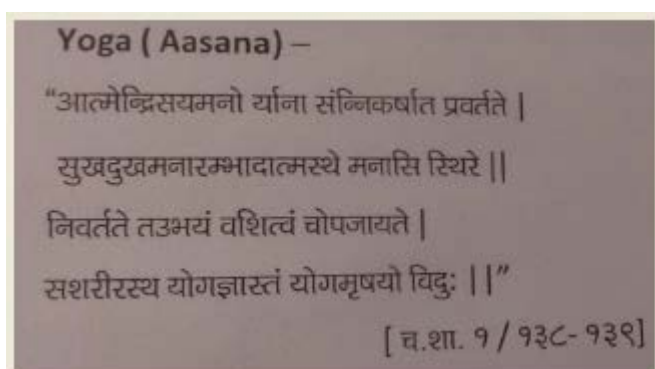 Yoga ( Aasana) –
“आत्मेन्द्रिसयमनो र्याना संन्निकर्षात प्रवर्तते |
सुखदुखमनारम्भादात्मस्थे मनासि स्थिरे ||
निवर्तते तउभयं वशित्वं चोपजायते |
सशरीरस्थ योगज्ञास्तं योगमृषयो विदुः ||”
[ च.शा. १ / १३८- १३९]